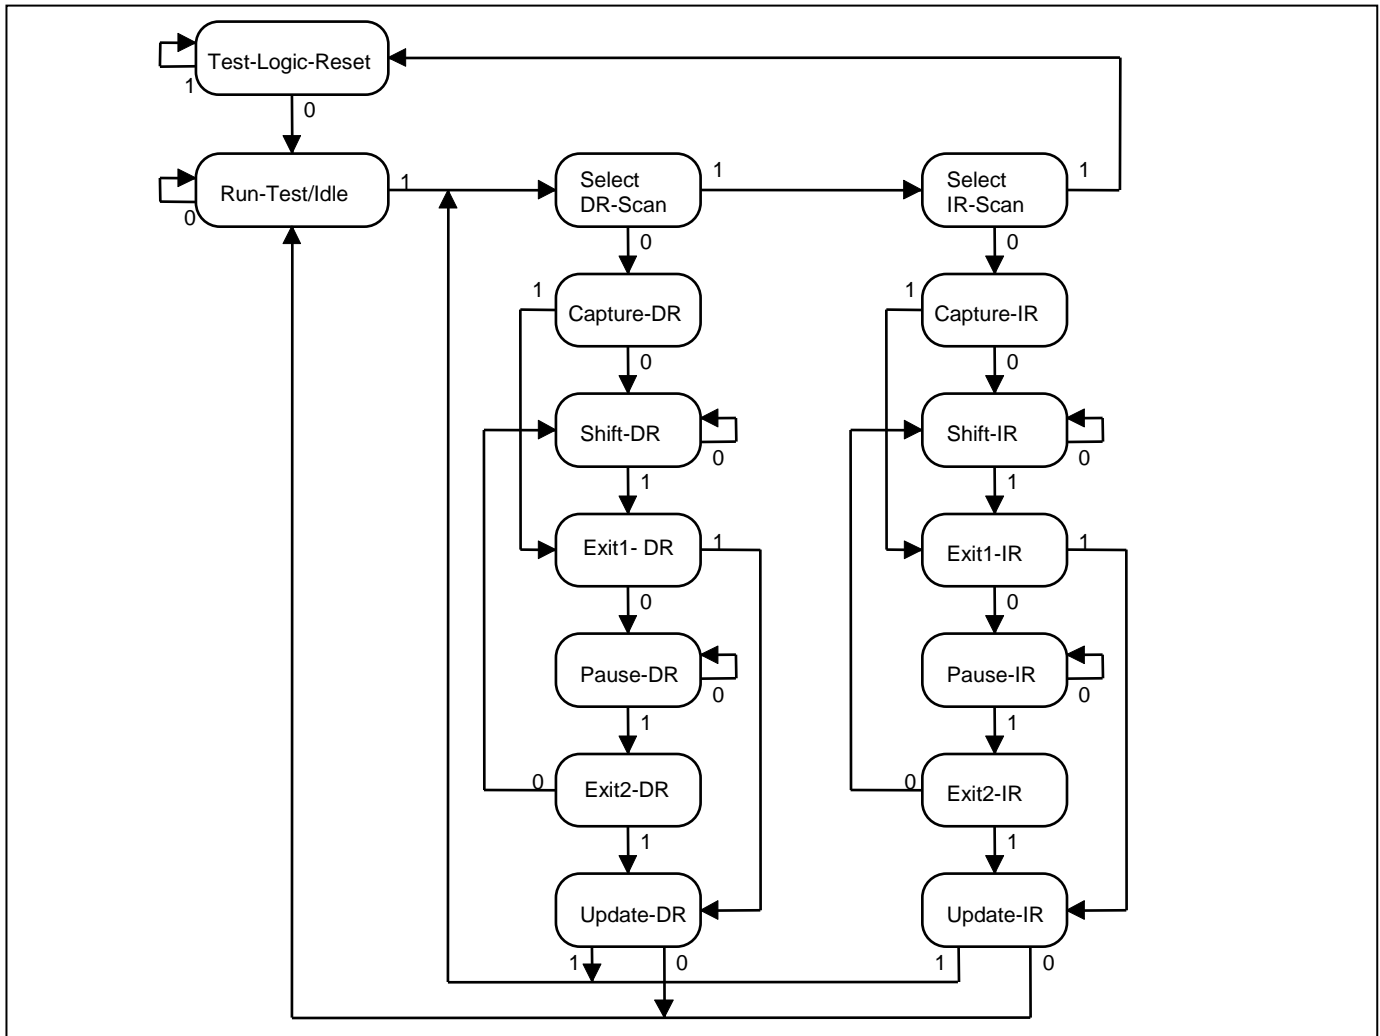 Test-Logic-Reset
1
0
Run-Test/Idle
0
1
Select
DR-Scan
1
0
Select
IR-Scan
1
0
1
Capture-DR
0
1
Capture-IR
0
Shift-DR
0
1
Shift-IR
0
1
Exit1- DR
1
0
Exit1-IR
1
0
Pause-DR
0
1
Pause-IR
0
1
0
Exit2-DR
1
0
Exit2-IR
1
Update-DR
1
0
Update-IR
1
0